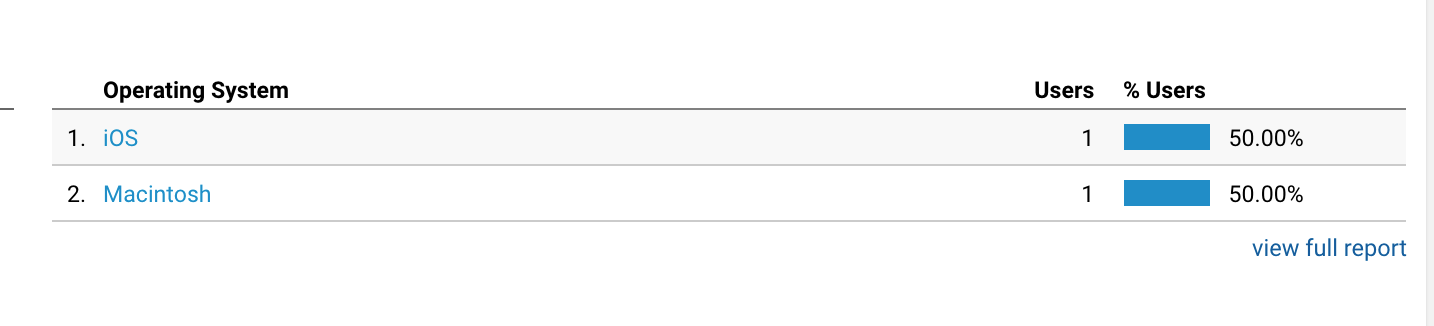 Operating System Users % Users
1. iOS 1 50.00%
2. Macintosh 1 50.00%
view full report